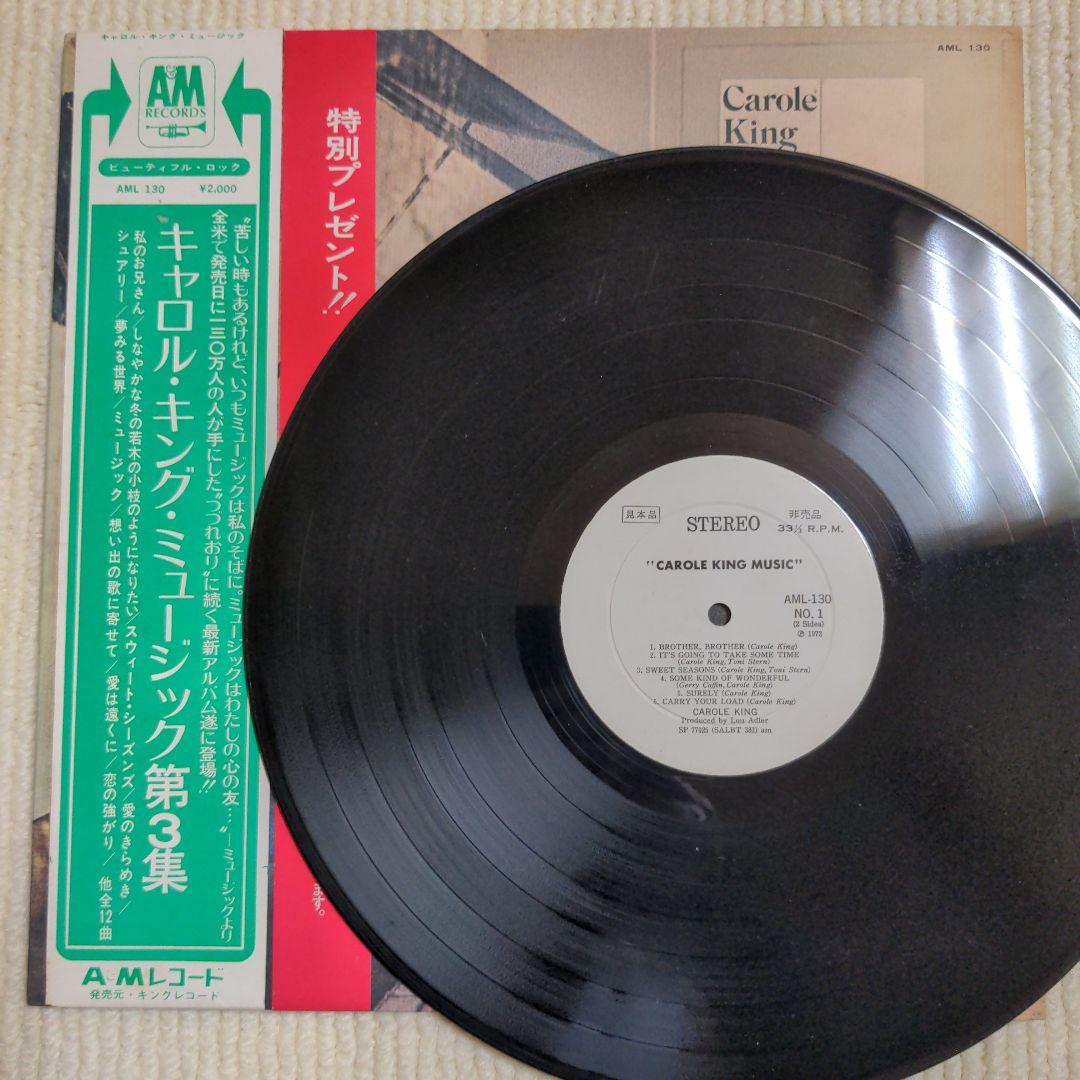 キャロル・キング・ミュージック
A&M
RECORDS
ビューティフル・ロック
AML 130 ¥2,000
"苦しい時もあるけれど、いつもミュージックは私のそばに。ミュージックはわたしの心の友…。"—ミュージックより
全米で発売日に一三〇万人の人が手にした"つづれおり"に続く最新アルバム遂に登場!!
キャロル・キング・ミュージック第3集
私のお兄さん/しなやかな冬の若木の小枝のようになりたい/スウィート・シーズンズ/愛のきらめき/
シュアリー/夢みる世界/ミュージック/想い出の歌に寄せて/愛は遠くに/恋の強がり/他全12曲
A&Mレコード
発売元・キングレコード
特別プレゼント!!
ます。
AML 130
Carole
King
見本品
STEREO
非売品
33⅓ R.P.M.
"CAROLE KING MUSIC"
AML-130
NO. 1
(2 Sides)
Ⓟ 1972
1. BROTHER, BROTHER (Carole King)
2. IT'S GOING TO TAKE SOME TIME
(Carole King, Toni Stern)
3. SWEET SEASONS (Carole King, Toni Stern)
4. SOME KIND OF WONDERFUL
(Gerry Coffin, Carole King)
5. SURELY (Carole King)
6. CARRY YOUR LOAD (Carole King)
CAROLE KING
Produced by Lou Adler
SP 77025 (SALBT 381) am